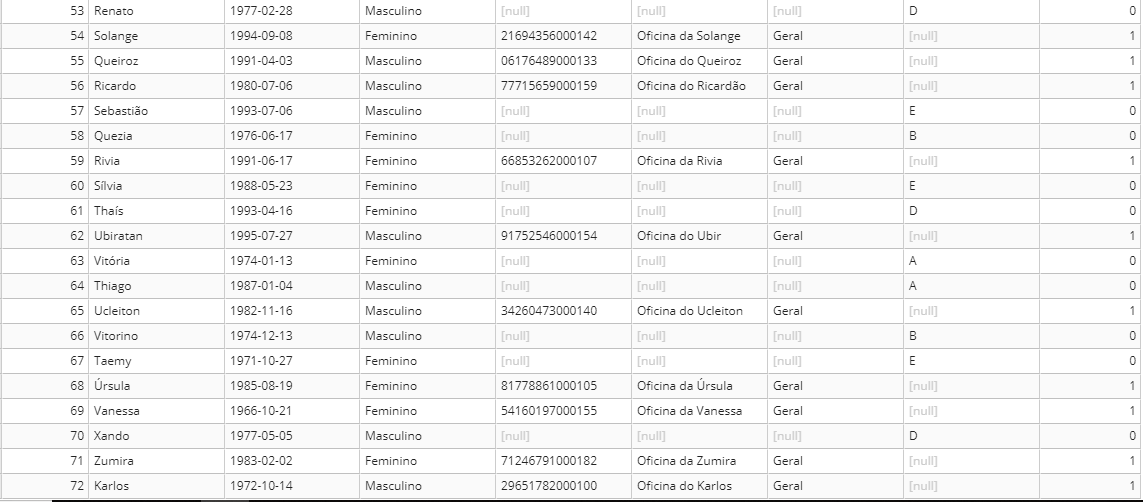 53 Renato 1977-02-28 Masculino [null] [null] [null] D 0
54 Solange 1994-09-08 Feminino 21694356000142 Oficina da Solange Geral [null] 1
55 Queiroz 1991-04-03 Masculino 06176489000133 Oficina do Queiroz Geral [null] 1
56 Ricardo 1980-07-06 Masculino 77715659000159 Oficina do Ricardão Geral [null] 1
57 Sebastião 1993-07-06 Masculino [null] [null] [null] E 0
58 Quezia 1976-06-17 Feminino [null] [null] [null] B 0
59 Rivia 1991-06-17 Feminino 66853262000107 Oficina da Rivia Geral [null] 1
60 Sílvia 1988-05-23 Feminino [null] [null] [null] E 0
61 Thaís 1993-04-16 Feminino [null] [null] [null] D 0
62 Ubiratan 1995-07-27 Masculino 91752546000154 Oficina do Ubir Geral [null] 1
63 Vitória 1974-01-13 Feminino [null] [null] [null] A 0
64 Thiago 1987-01-04 Masculino [null] [null] [null] A 0
65 Ucleiton 1982-11-16 Masculino 34260473000140 Oficina do Ucleiton Geral [null] 1
66 Vitorino 1974-12-13 Masculino [null] [null] [null] B 0
67 Taemy 1971-10-27 Feminino [null] [null] [null] E 0
68 Úrsula 1985-08-19 Feminino 81778861000105 Oficina da Úrsula Geral [null] 1
69 Vanessa 1966-10-21 Feminino 54160197000155 Oficina da Vanessa Geral [null] 1
70 Xando 1977-05-05 Masculino [null] [null] [null] D 0
71 Zumira 1983-02-02 Feminino 71246791000182 Oficina da Zumira Geral [null] 1
72 Karlos 1972-10-14 Masculino 29651782000100 Oficina do Karlos Geral [null] 1